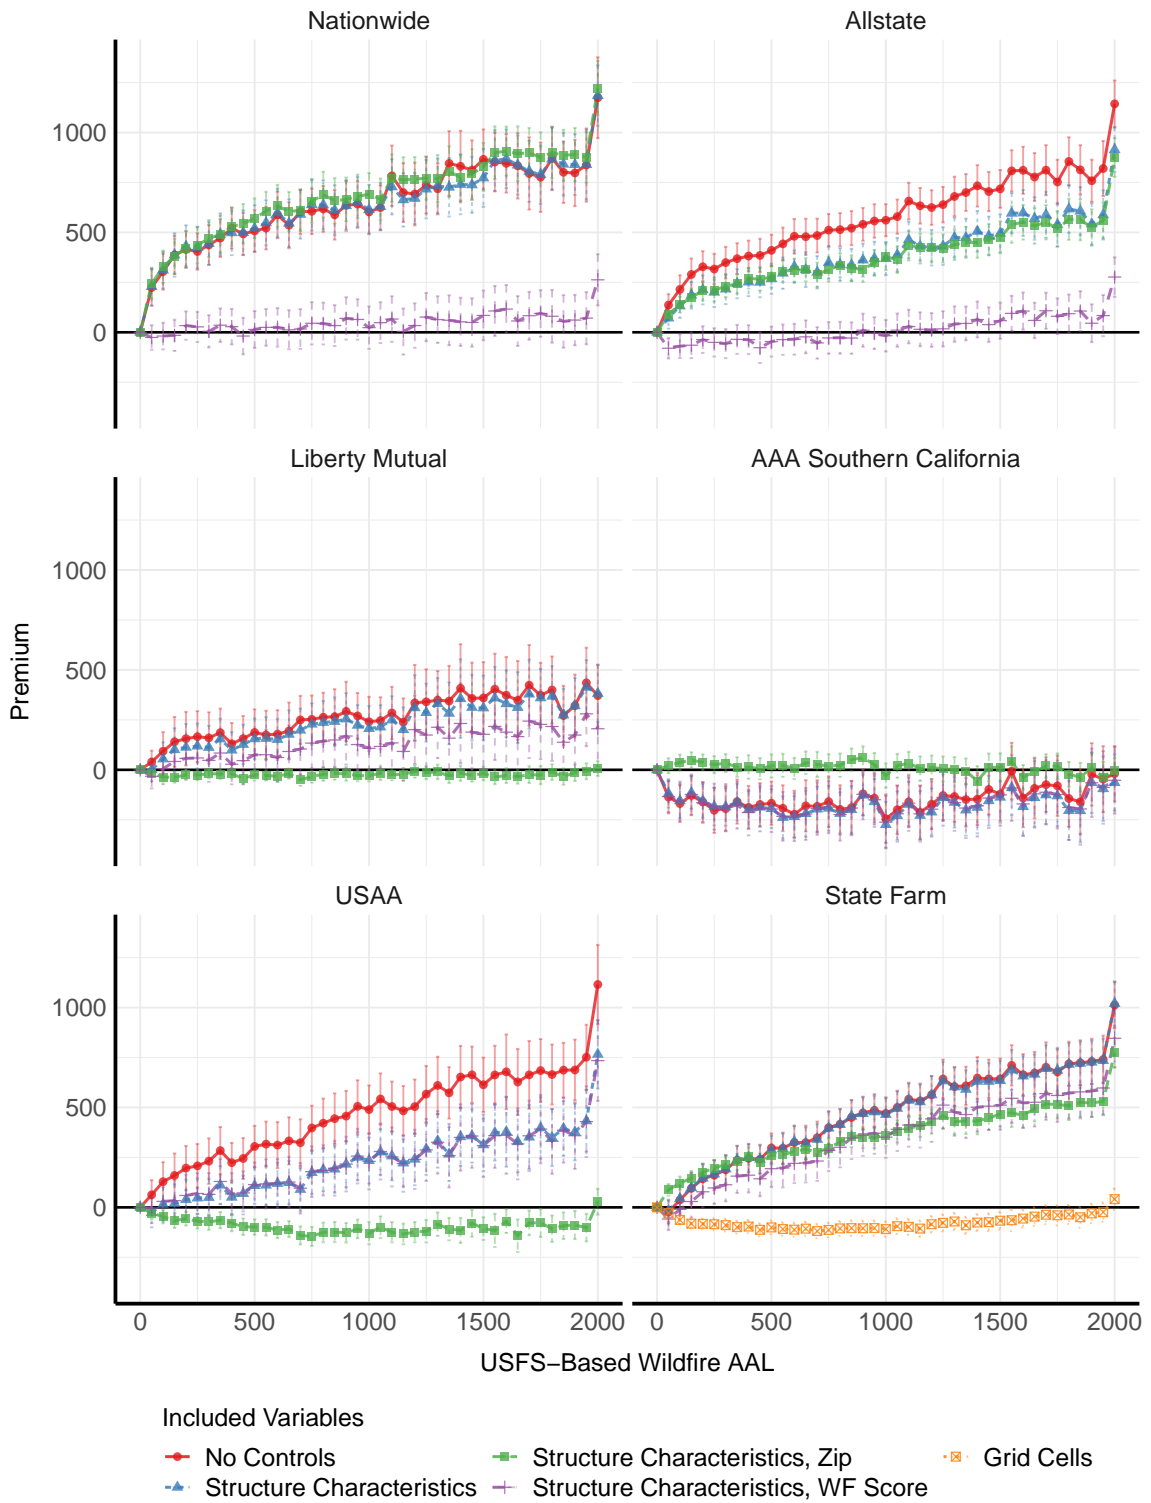 Nationwide
Allstate
1000
500
0
Liberty Mutual
AAA Southern California
1000
500
0
Premium
USAA
State Farm
1000
500
0
0 500 1000 1500 2000
0 500 1000 1500 2000
USFS−Based Wildfire AAL
Included Variables
No Controls
Structure Characteristics, Zip
Grid Cells
Structure Characteristics
Structure Characteristics, WF Score